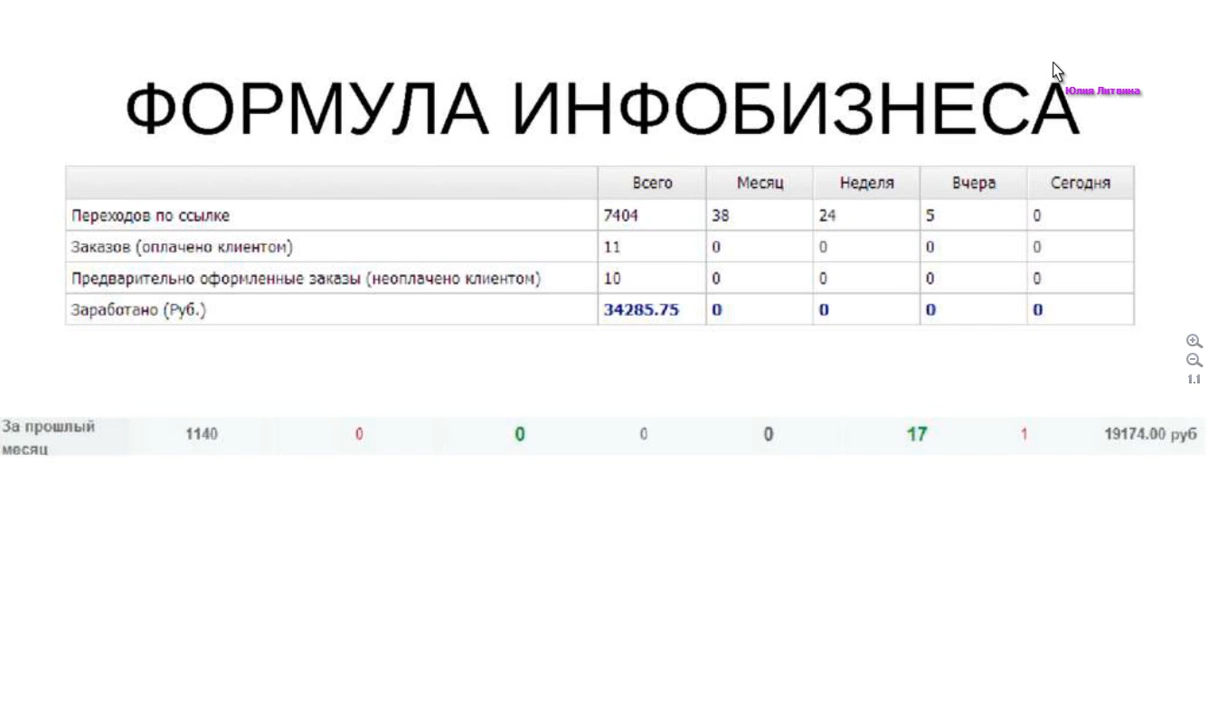 ФОРМУЛА ИНФОБИЗНЕСА
Юлия Литвина
Всего Месяц Неделя Вчера Сегодня
Переходов по ссылке 7404 38 24 5 0
Заказов (оплачено клиентом) 11 0 0 0 0
Предварительно оформленные заказы (неоплачено клиентом) 10 0 0 0 0
Заработано (Руб.) 34285.75 0 0 0 0
1.1
За прошлый
месяц 1140 0 0 0 0 17 1 19174.00 руб